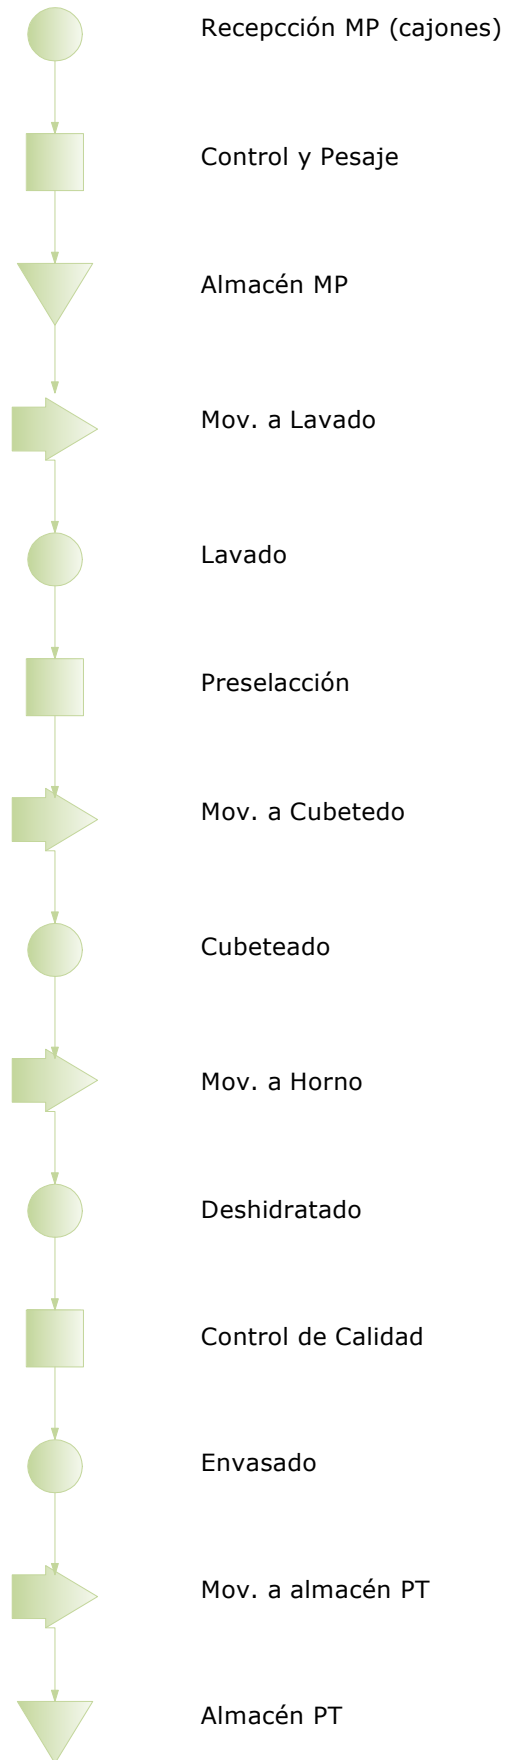 Recepcción MP (cajones)
Control y Pesaje
Almacén MP
Mov. a Lavado
Lavado
Preselacción
Mov. a Cubetedo
Cubeteado
Mov. a Horno
Deshidratado
Control de Calidad
Envasado
Mov. a almacén PT
Almacén PT